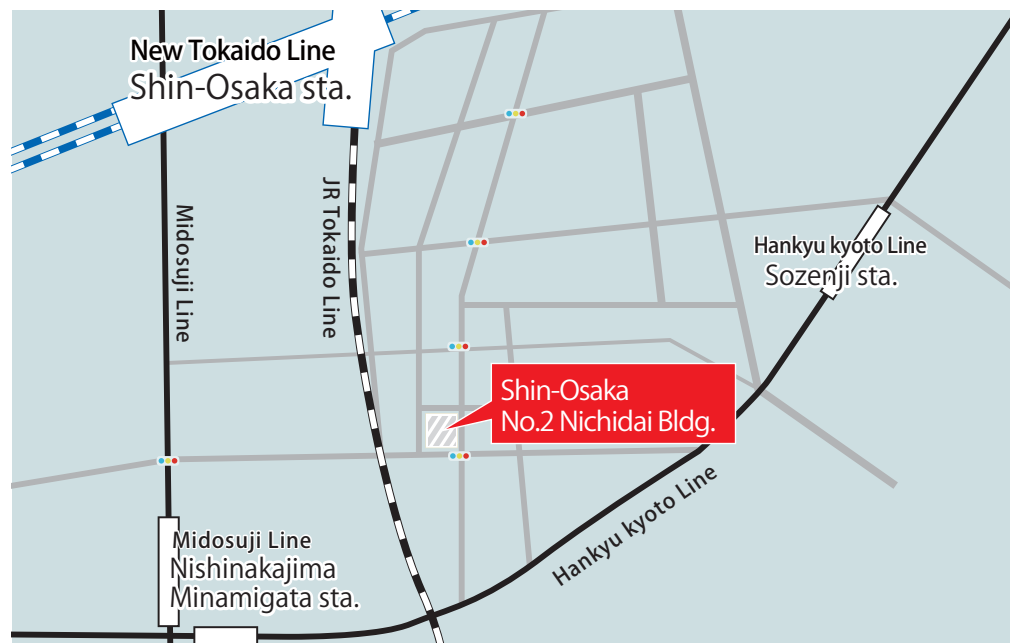 New Tokaido Line
Shin-Osaka sta.
Midosuji Line
JR Tokaido Line
Hankyu kyoto Line
Sozenji sta.
Shin-Osaka
No.2 Nichidai Bldg.
Hankyu kyoto Line
Midosuji Line
Nishinakajima
Minamigata sta.